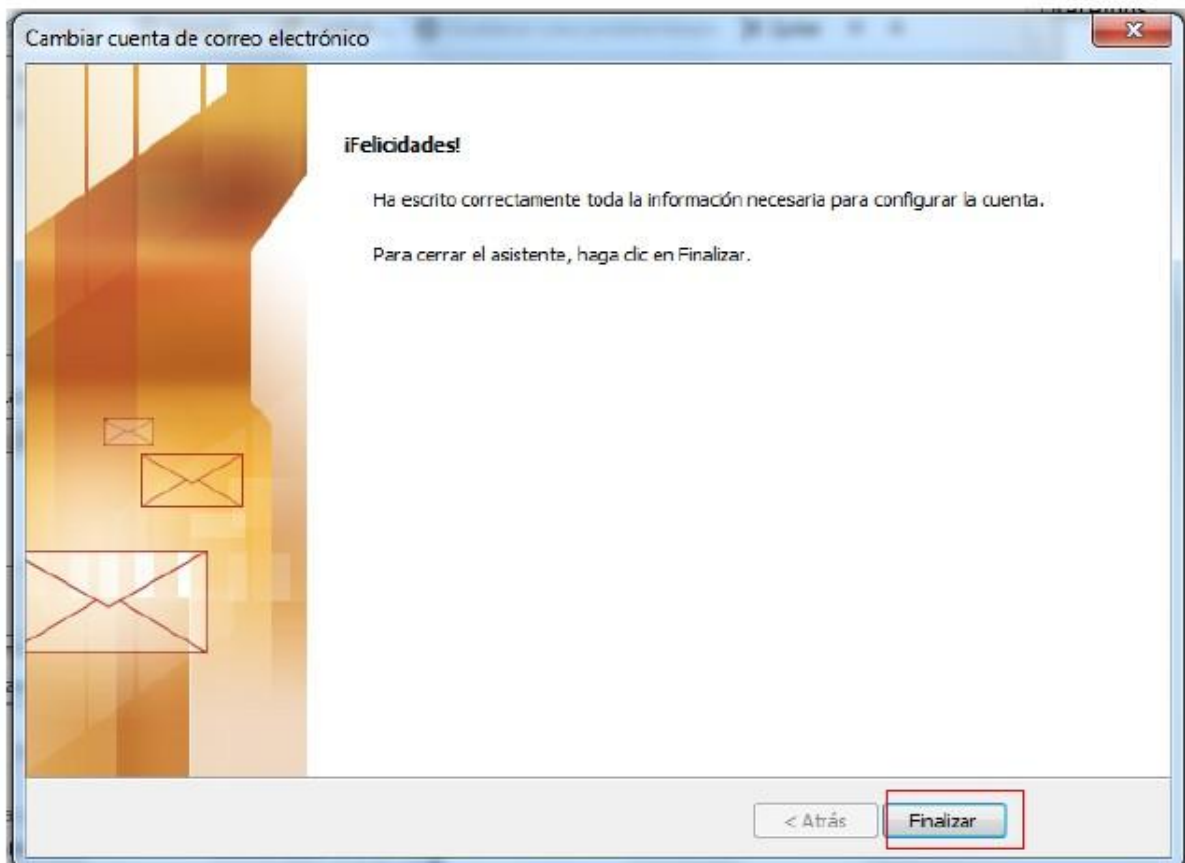 Cambiar cuenta de correo electrónico
¡Felicidades!
Ha escrito correctamente toda la información necesaria para configurar la cuenta.
Para cerrar el asistente, haga clic en Finalizar.
< Atrás
Finalizar